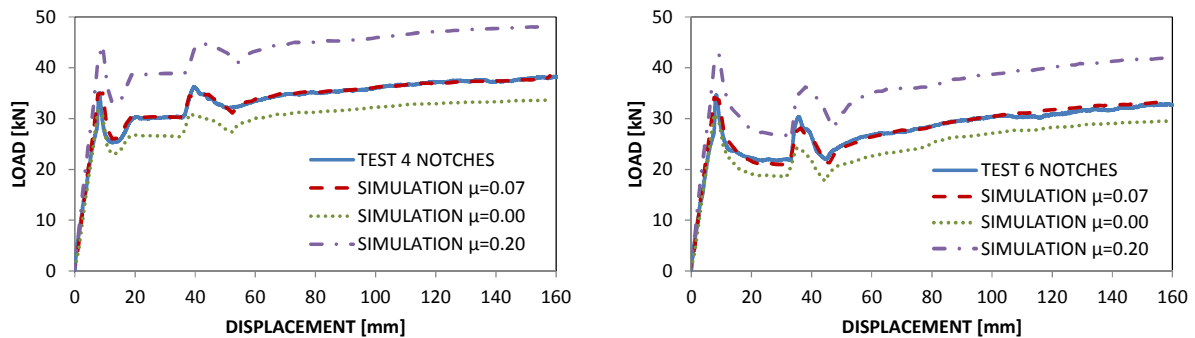 50
40
30
20
10
0
LOAD [kN]
TEST 4 NOTCHES
SIMULATION µ=0.07
SIMULATION µ=0.00
SIMULATION µ=0.20
0 20 40 60 80 100 120 140 160
DISPLACEMENT [mm]
50
40
30
20
10
0
LOAD [kN]
TEST 6 NOTCHES
SIMULATION µ=0.07
SIMULATION µ=0.00
SIMULATION µ=0.20
0 20 40 60 80 100 120 140 160
DISPLACEMENT [mm]